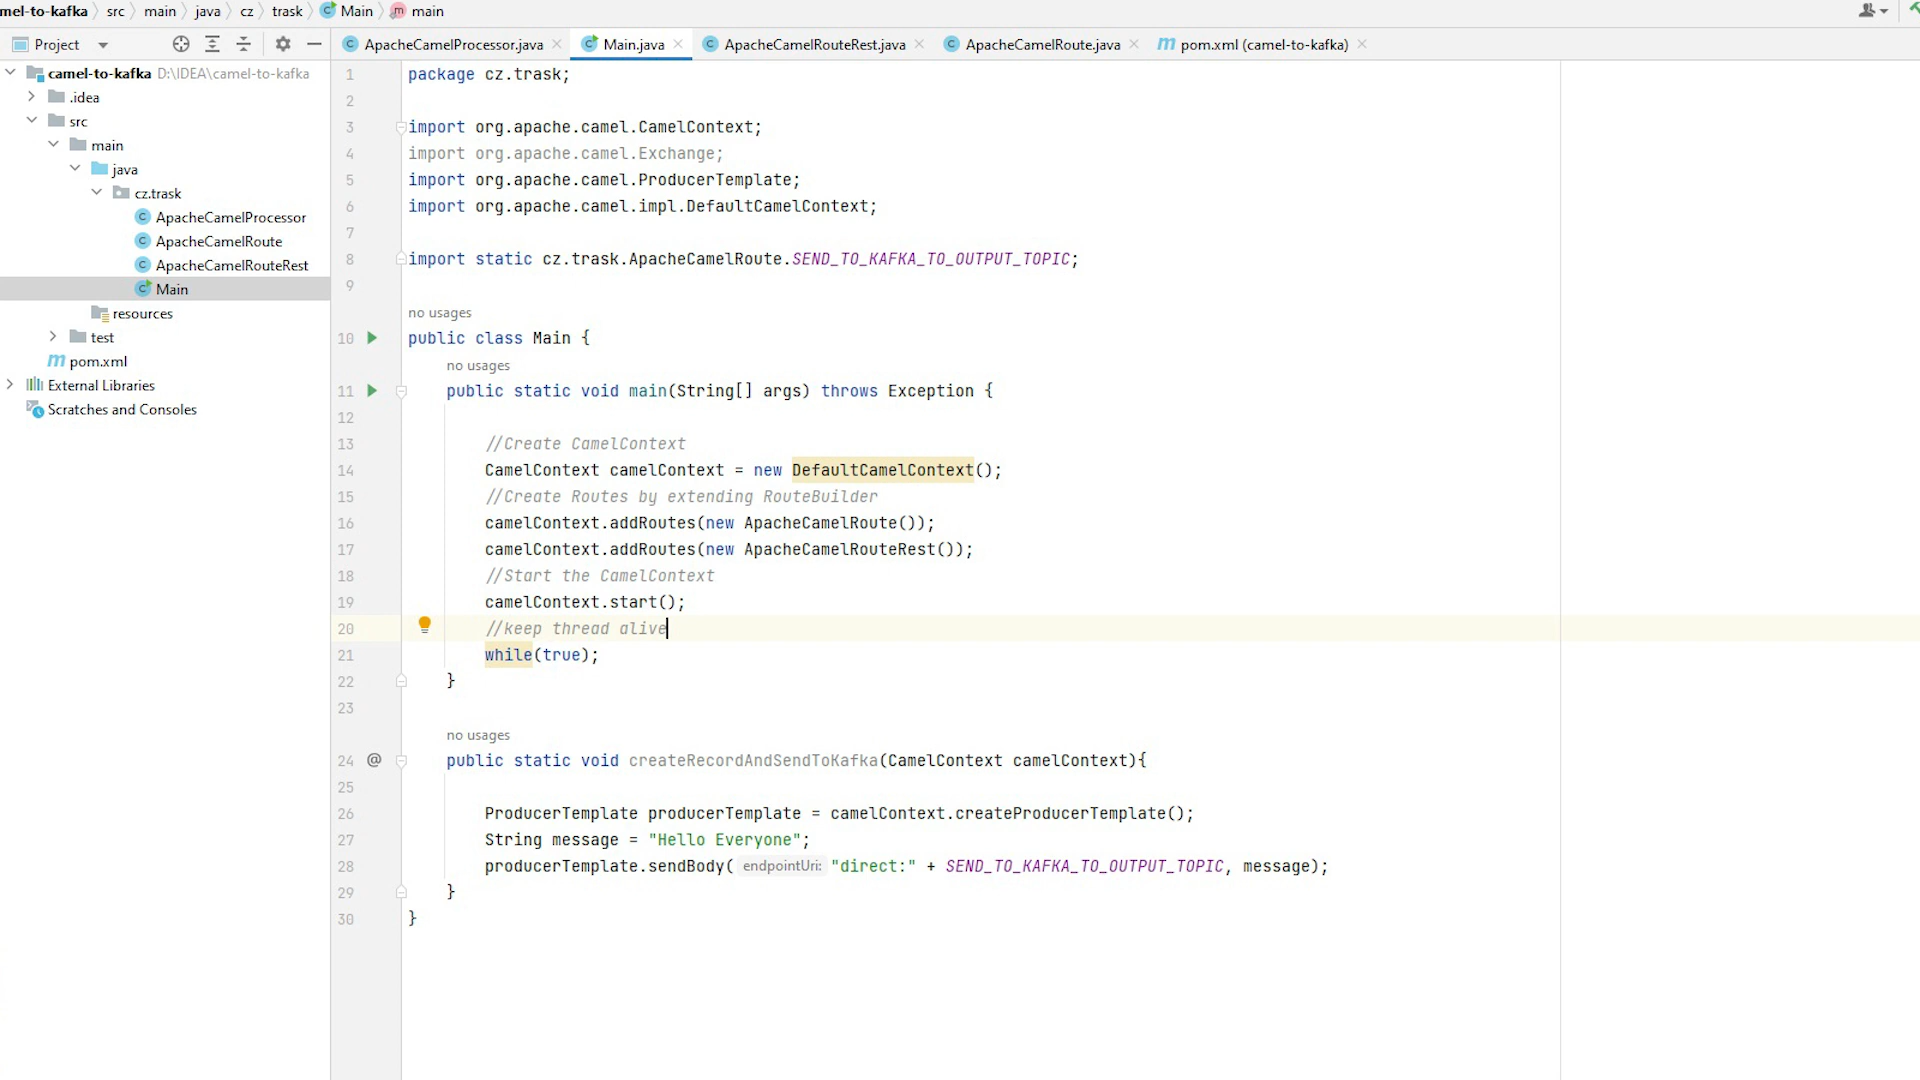 mel-to-kafka src main java cz trask Main main
Project
ApacheCamelProcessor.java Main.java ApacheCamelRouteRest.java ApacheCamelRoute.java pom.xml (camel-to-kafka)
camel-to-kafka D:\IDEA\camel-to-kafka
.idea
src
main
java
cz.trask
ApacheCamelProcessor
ApacheCamelRoute
ApacheCamelRouteRest
Main
resources
test
pom.xml
External Libraries
Scratches and Consoles
1 package cz.trask;
2
3 import org.apache.camel.CamelContext;
4 import org.apache.camel.Exchange;
5 import org.apache.camel.ProducerTemplate;
6 import org.apache.camel.impl.DefaultCamelContext;
7
8 import static cz.trask.ApacheCamelRoute.SEND_TO_KAFKA_TO_OUTPUT_TOPIC;
9
no usages
10 public class Main {
no usages
11 public static void main(String[] args) throws Exception {
12
13 //Create CamelContext
14 CamelContext camelContext = new DefaultCamelContext();
15 //Create Routes by extending RouteBuilder
16 camelContext.addRoutes(new ApacheCamelRoute());
17 camelContext.addRoutes(new ApacheCamelRouteRest());
18 //Start the CamelContext
19 camelContext.start();
20 //keep thread alive
21 while(true);
22 }
23
no usages
24 @ public static void createRecordAndSendToKafka(CamelContext camelContext){
25
26 ProducerTemplate producerTemplate = camelContext.createProducerTemplate();
27 String message = "Hello Everyone";
28 producerTemplate.sendBody( endpointUri: "direct:" + SEND_TO_KAFKA_TO_OUTPUT_TOPIC, message);
29 }
30 }